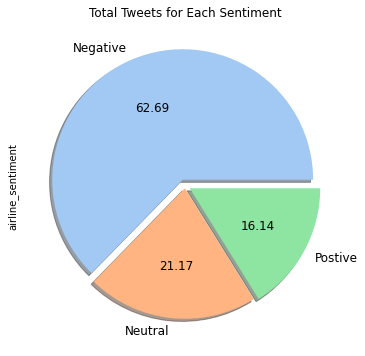 Total Tweets for Each Sentiment
Negative
62.69
airline_sentiment
16.14
21.17
Postive
Neutral